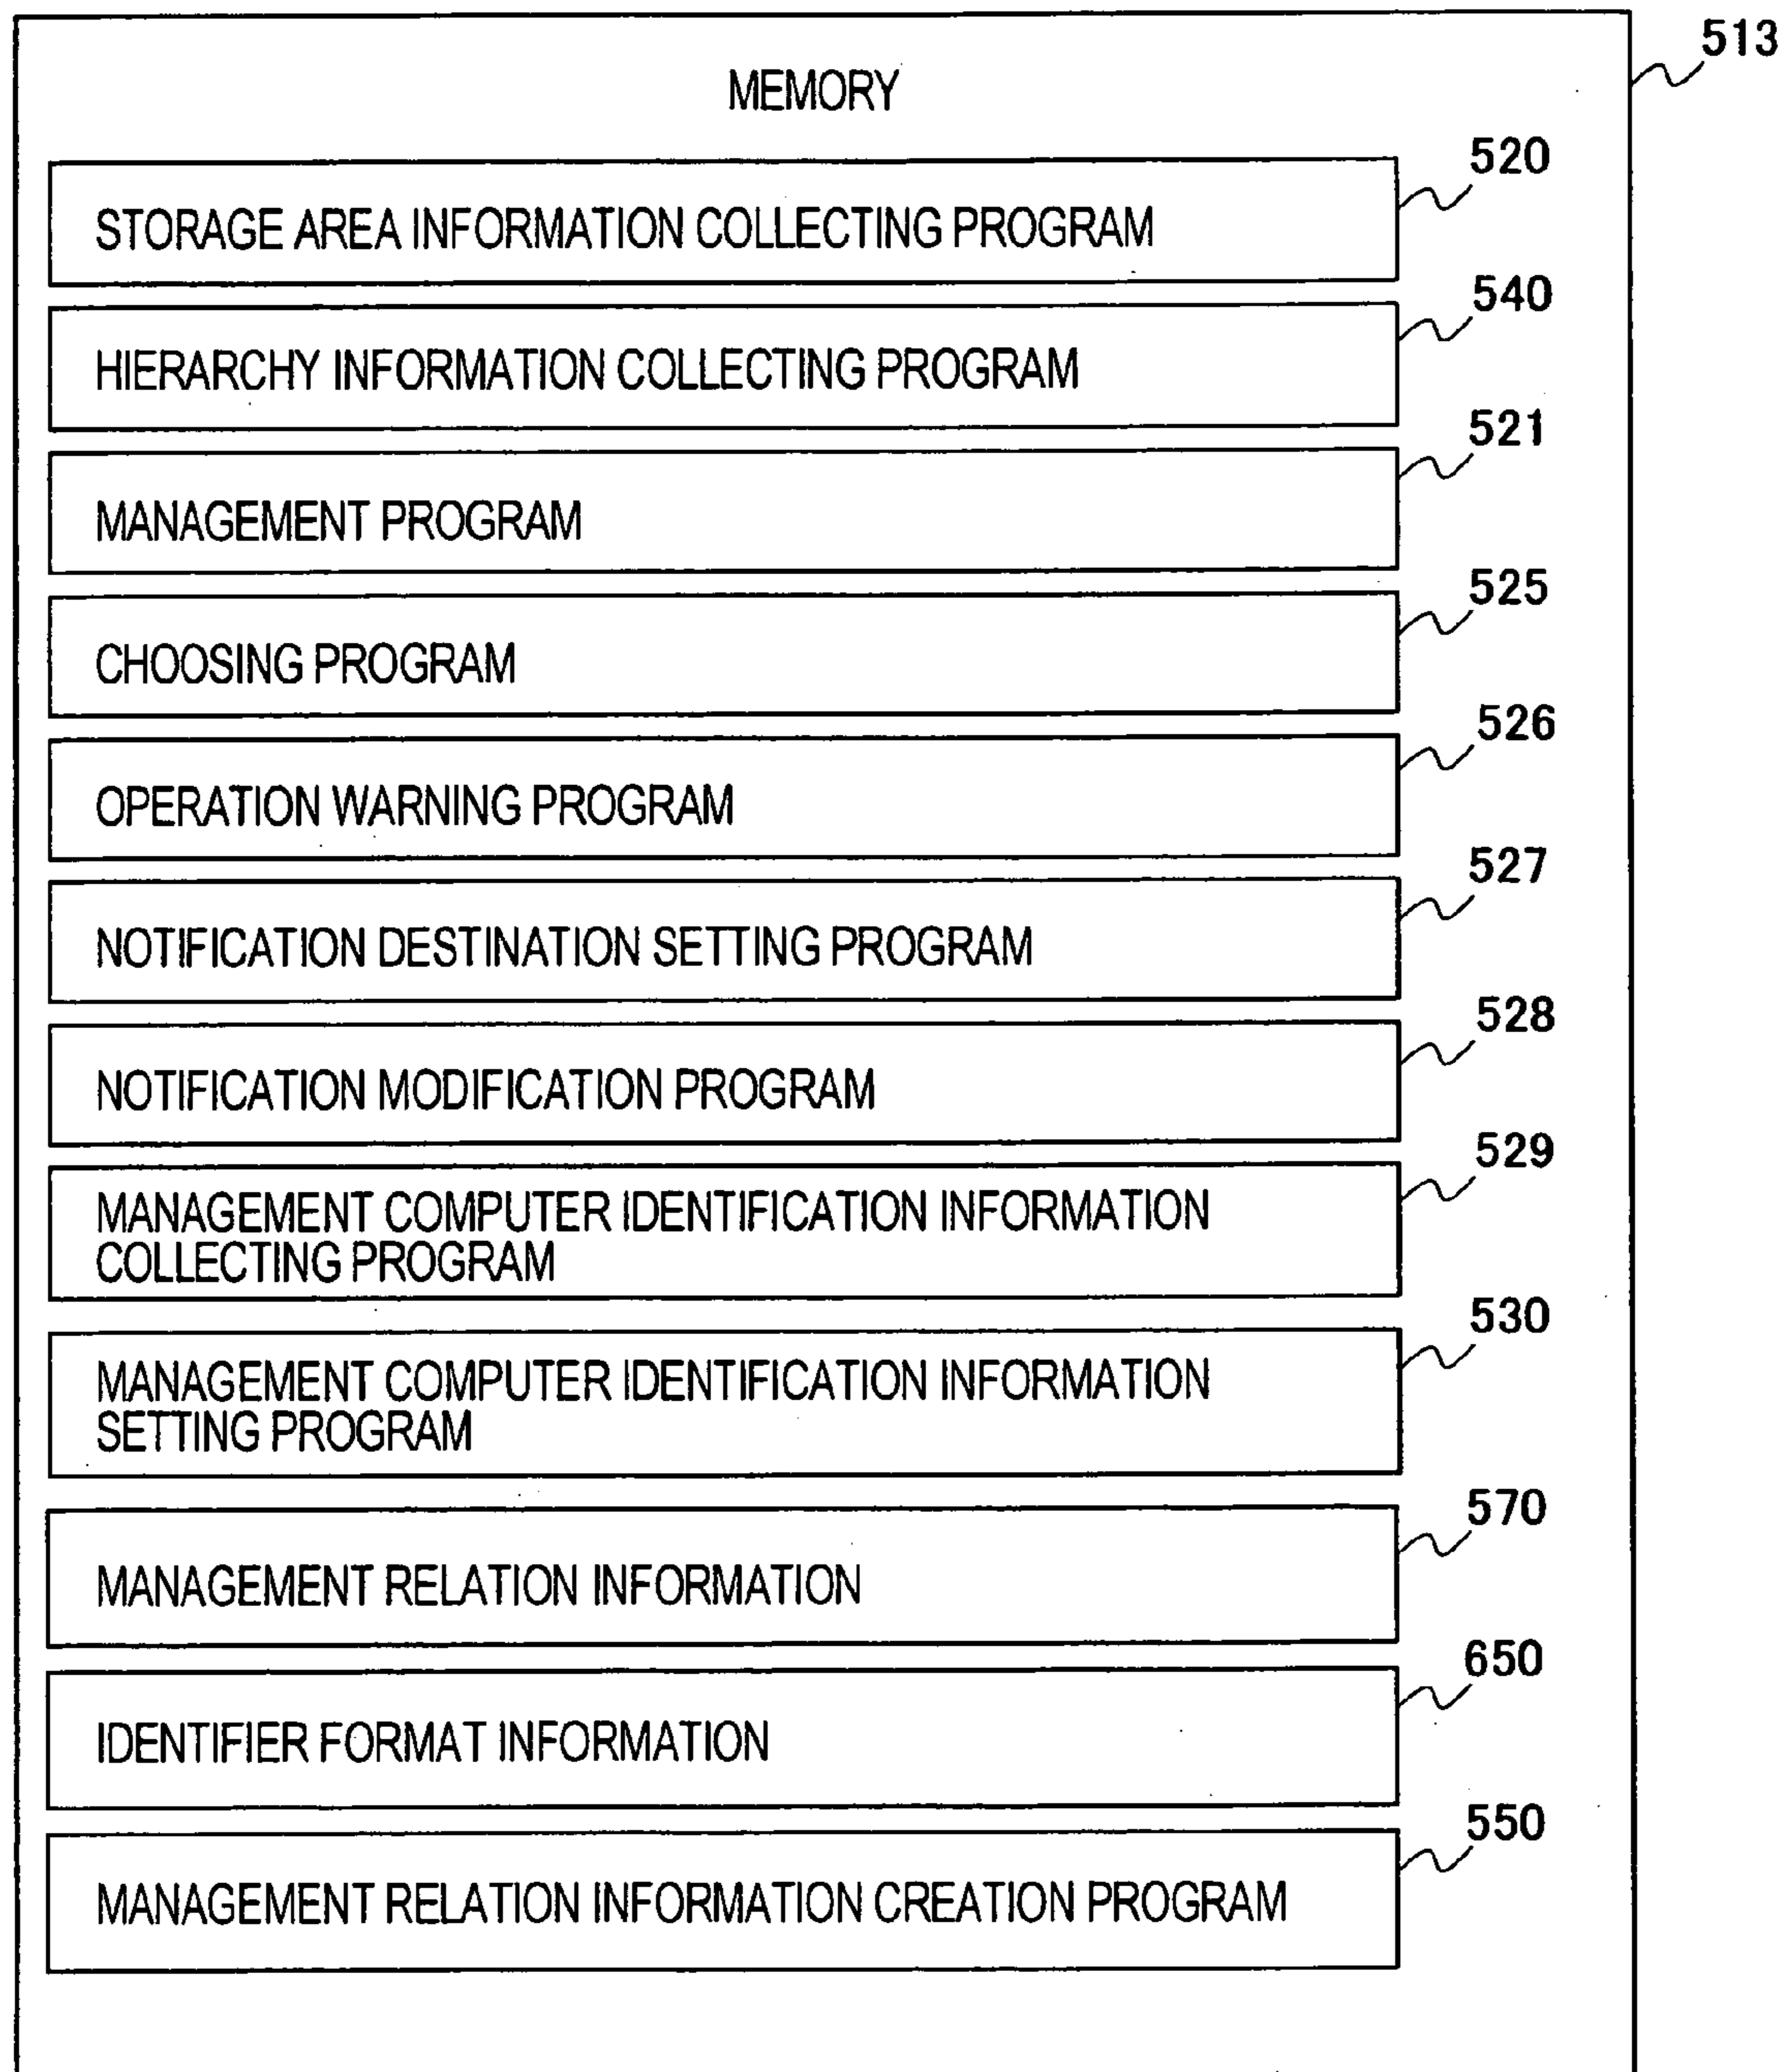 513
MEMORY
520
STORAGE AREA INFORMATION COLLECTING PROGRAM
540
HIERARCHY INFORMATION COLLECTING PROGRAM
521
MANAGEMENT PROGRAM
525
CHOOSING PROGRAM
526
OPERATION WARNING PROGRAM
527
NOTIFICATION DESTINATION SETTING PROGRAM
528
NOTIFICATION MODIFICATION PROGRAM
529
MANAGEMENT COMPUTER IDENTIFICATION INFORMATION
COLLECTING PROGRAM
530
MANAGEMENT COMPUTER IDENTIFICATION INFORMATION
SETTING PROGRAM
570
MANAGEMENT RELATION INFORMATION
650
IDENTIFIER FORMAT INFORMATION
550
MANAGEMENT RELATION INFORMATION CREATION PROGRAM